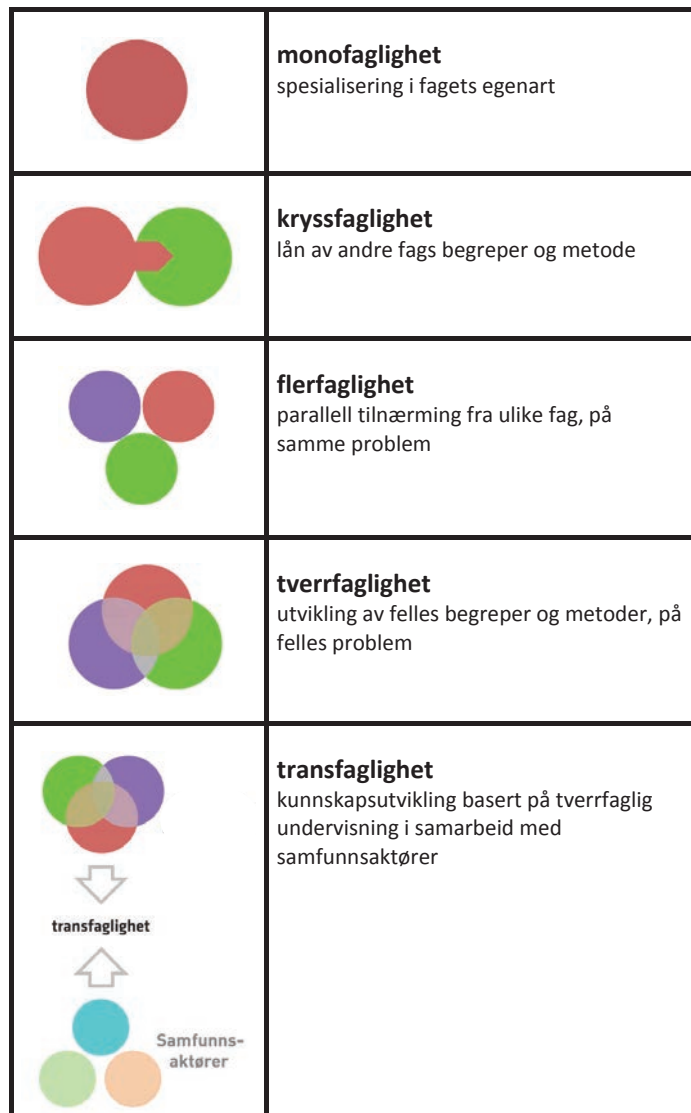 monofaglighet
spesialisering i fagets egenart
kryssfaglighet
lån av andre fags begreper og metode
flerfaglighet
parallell tilnærming fra ulike fag, på
samme problem
tverrfaglighet
utvikling av felles begreper og metoder, på
felles problem
transfaglighet
kunnskapsutvikling basert på tverrfaglig
undervisning i samarbeid med
samfunnsaktører
transfaglighet
Samfunns-
aktører